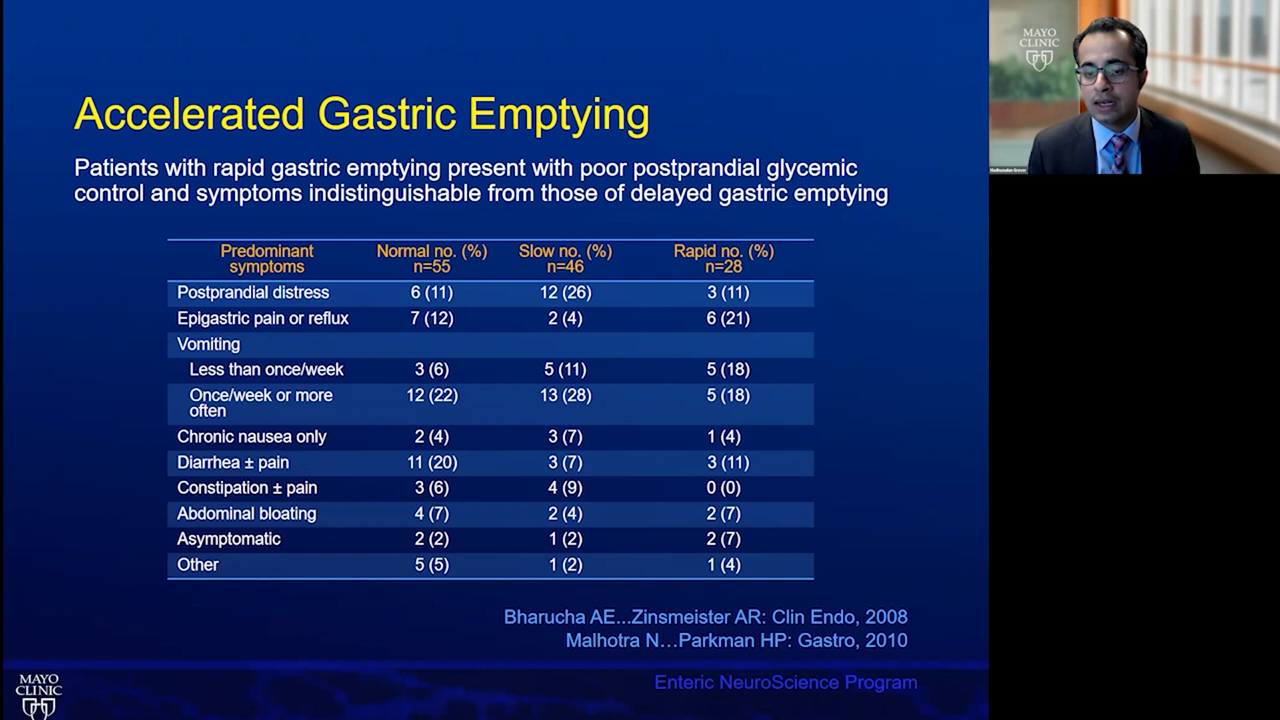 Accelerated Gastric Emptying
Patients with rapid gastric emptying present with poor postprandial glycemic
control and symptoms indistinguishable from those of delayed gastric emptying
Predominant symptoms Normal no. (%) n=55 Slow no. (%) n=46 Rapid no. (%) n=28
Postprandial distress 6 (11) 12 (26) 3 (11)
Epigastric pain or reflux 7 (12) 2 (4) 6 (21)
Vomiting
Less than once/week 3 (6) 5 (11) 5 (18)
Once/week or more often 12 (22) 13 (28) 5 (18)
Chronic nausea only 2 (4) 3 (7) 1 (4)
Diarrhea ± pain 11 (20) 3 (7) 3 (11)
Constipation ± pain 3 (6) 4 (9) 0 (0)
Abdominal bloating 4 (7) 2 (4) 2 (7)
Asymptomatic 2 (2) 1 (2) 2 (7)
Other 5 (5) 1 (2) 1 (4)
Bharucha AE...Zinsmeister AR: Clin Endo, 2008
Malhotra N…Parkman HP: Gastro, 2010
MAYO
CLINIC
Enteric NeuroScience Program
MAYO
CLINIC
Madhusudan Grover